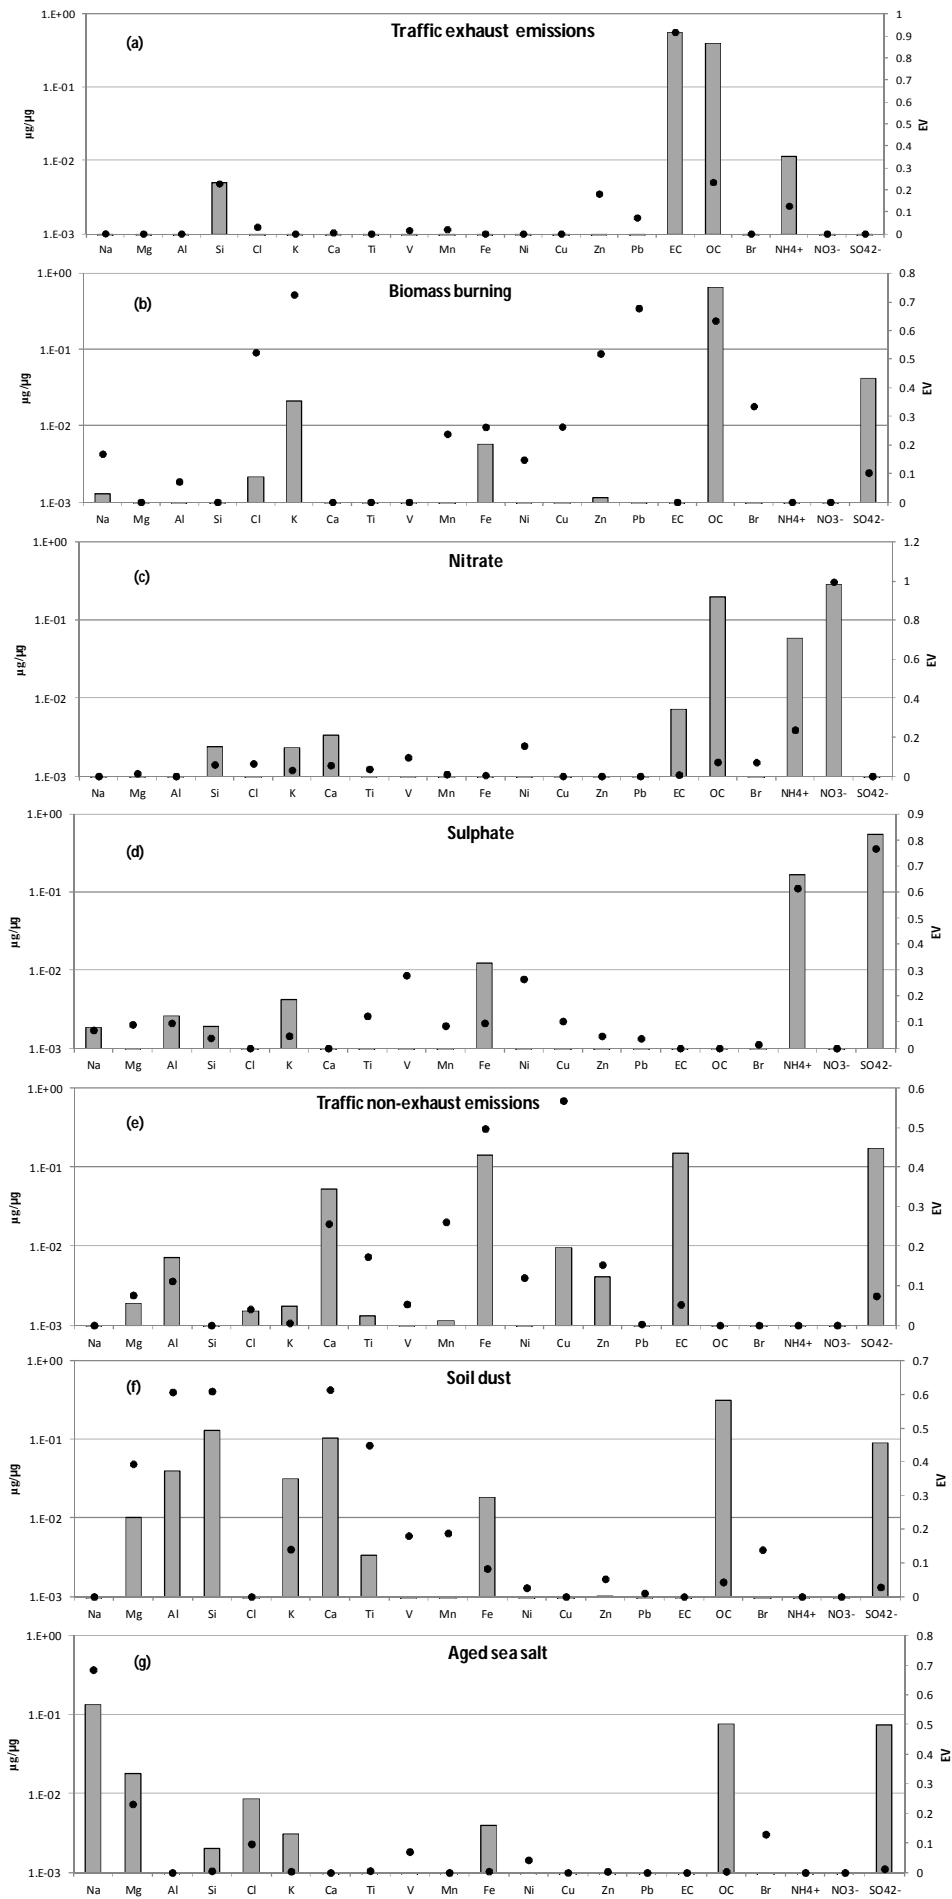 (a) Traffic exhaust emissions
1.E+00 1.E-01 1.E-02 1.E-03
µg/µg
1 0.9 0.8 0.7 0.6 0.5 0.4 0.3 0.2 0.1 0
EV
Na Mg Al Si Cl K Ca Ti V Mn Fe Ni Cu Zn Pb EC OC Br NH4+ NO3- SO42-
(b) Biomass burning
1.E+00 1.E-01 1.E-02 1.E-03
µg/µg
0.8 0.7 0.6 0.5 0.4 0.3 0.2 0.1 0
EV
Na Mg Al Si Cl K Ca Ti V Mn Fe Ni Cu Zn Pb EC OC Br NH4+ NO3- SO42-
(c) Nitrate
1.E+00 1.E-01 1.E-02 1.E-03
µg/µg
1.2 1 0.8 0.6 0.4 0.2 0
EV
Na Mg Al Si Cl K Ca Ti V Mn Fe Ni Cu Zn Pb EC OC Br NH4+ NO3- SO42-
(d) Sulphate
1.E+00 1.E-01 1.E-02 1.E-03
µg/µg
0.9 0.8 0.7 0.6 0.5 0.4 0.3 0.2 0.1 0
EV
Na Mg Al Si Cl K Ca Ti V Mn Fe Ni Cu Zn Pb EC OC Br NH4+ NO3- SO42-
(e) Traffic non-exhaust emissions
1.E+00 1.E-01 1.E-02 1.E-03
µg/µg
0.6 0.5 0.4 0.3 0.2 0.1 0
EV
Na Mg Al Si Cl K Ca Ti V Mn Fe Ni Cu Zn Pb EC OC Br NH4+ NO3- SO42-
(f) Soil dust
1.E+00 1.E-01 1.E-02 1.E-03
µg/µg
0.7 0.6 0.5 0.4 0.3 0.2 0.1 0
EV
Na Mg Al Si Cl K Ca Ti V Mn Fe Ni Cu Zn Pb EC OC Br NH4+ NO3- SO42-
(g) Aged sea salt
1.E+00 1.E-01 1.E-02 1.E-03
µg/µg
0.8 0.7 0.6 0.5 0.4 0.3 0.2 0.1 0
EV
Na Mg Al Si Cl K Ca Ti V Mn Fe Ni Cu Zn Pb EC OC Br NH4+ NO3- SO42-